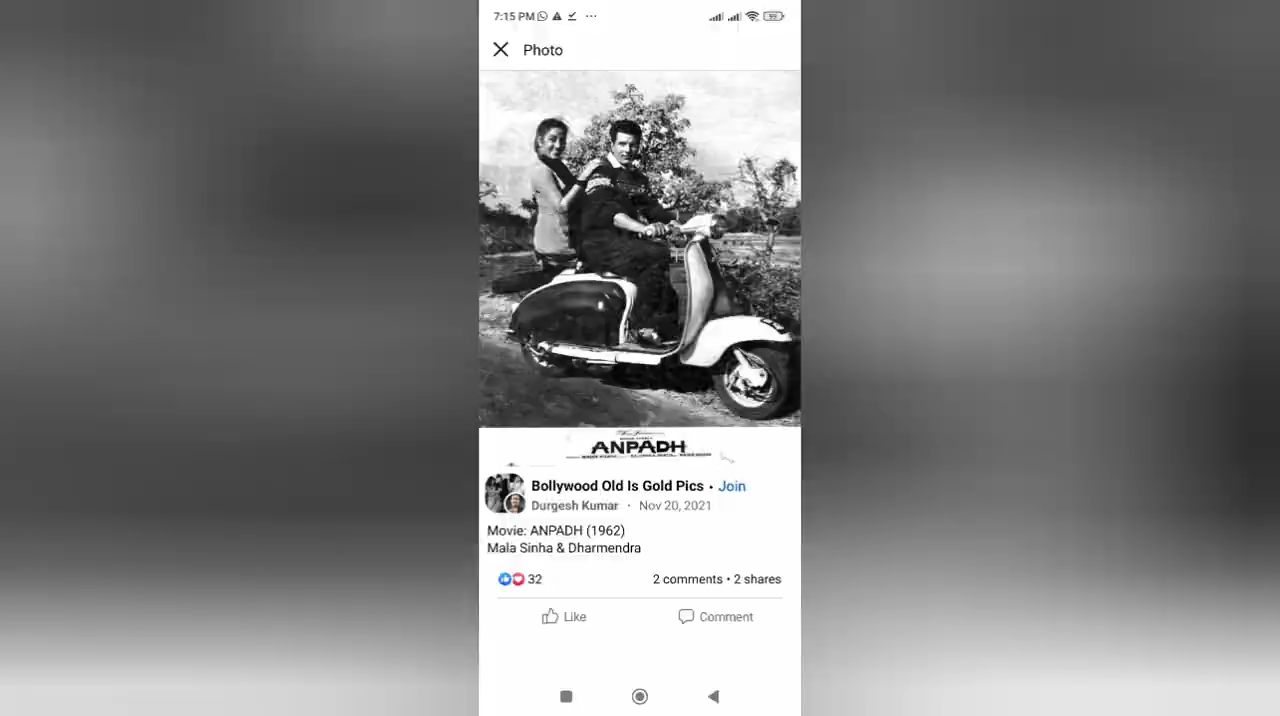 7:15 PM
Photo
ANPADH
Bollywood Old Is Gold Pics · Join
Durgesh Kumar · Nov 20, 2021
Movie: ANPADH (1962)
Mala Sinha & Dharmendra
32
2 comments • 2 shares
Like
Comment